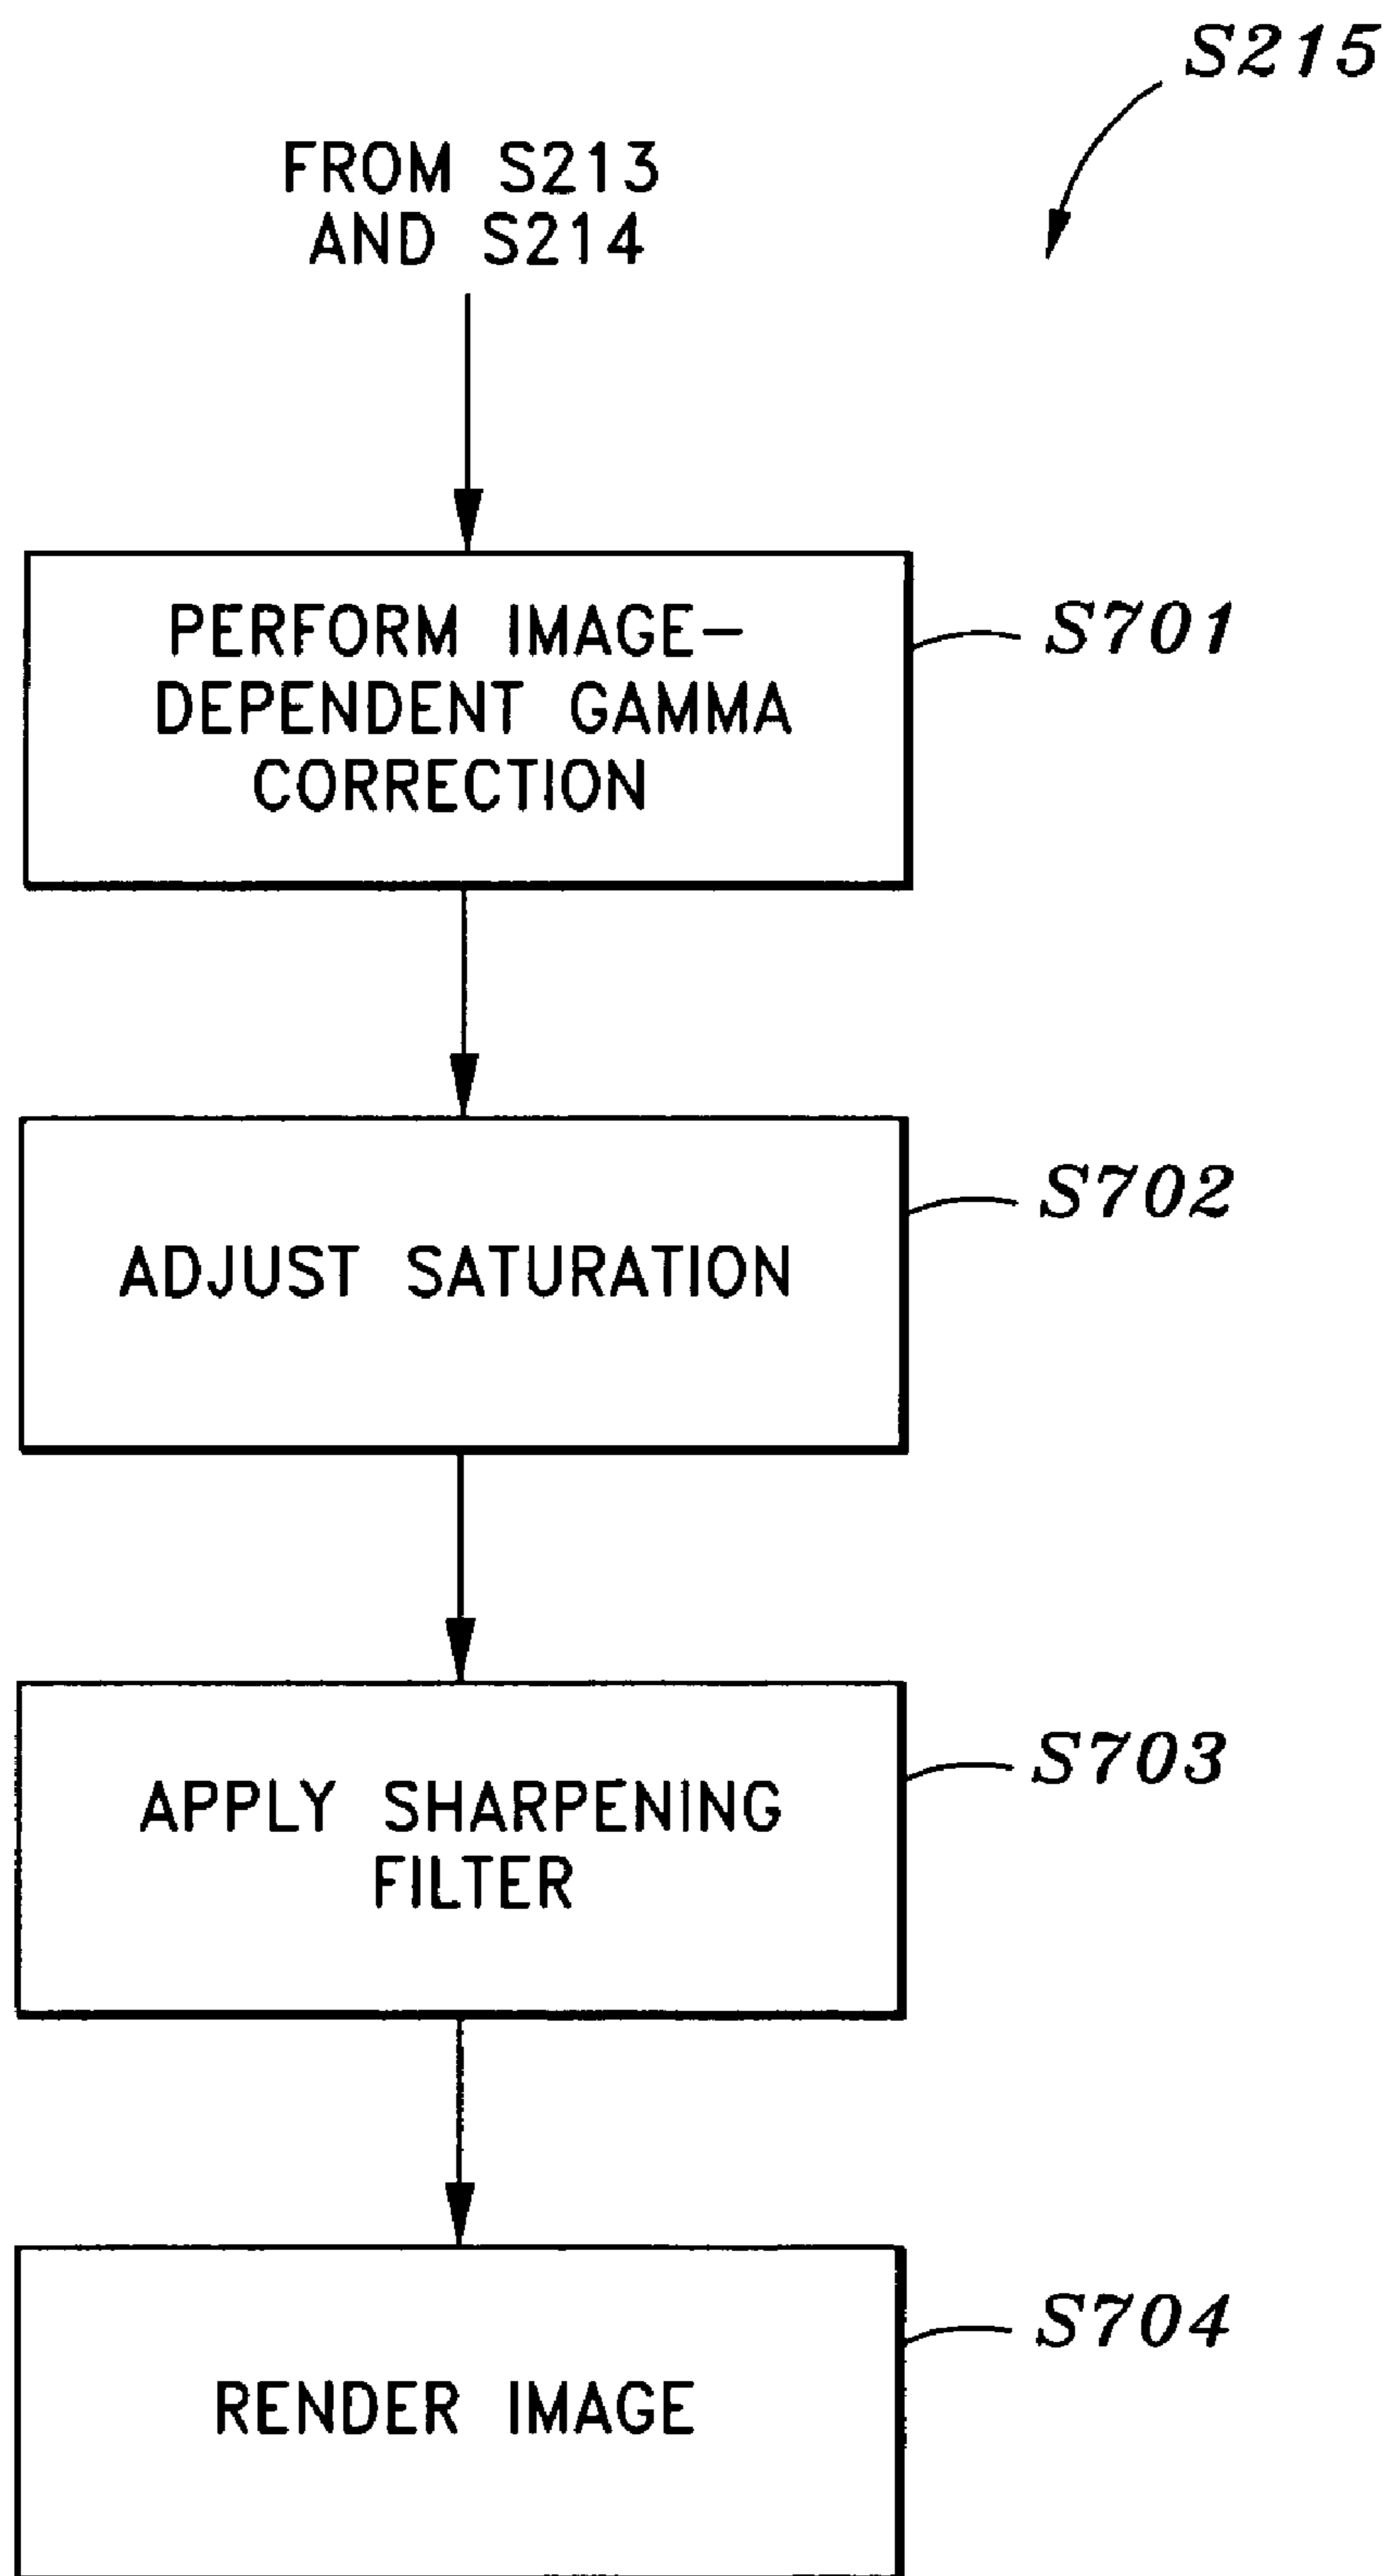 S215
FROM S213
AND S214
PERFORM IMAGE-
DEPENDENT GAMMA
CORRECTION
S701
ADJUST SATURATION
S702
APPLY SHARPENING
FILTER
S703
RENDER IMAGE
S704